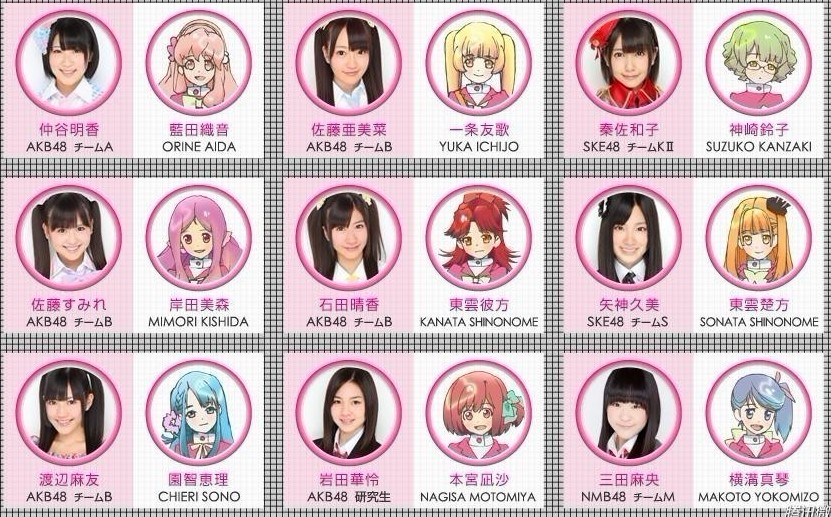 仲谷明香
AKB48 チームA
藍田織音
ORINE AIDA
佐藤亜美菜
AKB48 チームB
一条友歌
YUKA ICHIJO
秦佐和子
SKE48 チームKⅡ
神崎鈴子
SUZUKO KANZAKI
佐藤すみれ
AKB48 チームB
岸田美森
MIMORI KISHIDA
石田晴香
AKB48 チームB
東雲彼方
KANATA SHINONOME
矢神久美
SKE48 チームS
東雲楚方
SONATA SHINONOME
渡辺麻友
AKB48 チームB
園智恵理
CHIERI SONO
岩田華怜
AKB48 研究生
本宮凪沙
NAGISA MOTOMIYA
三田麻央
NMB48 チームM
横溝真琴
MAKOTO YOKOMIZO
腾讯微